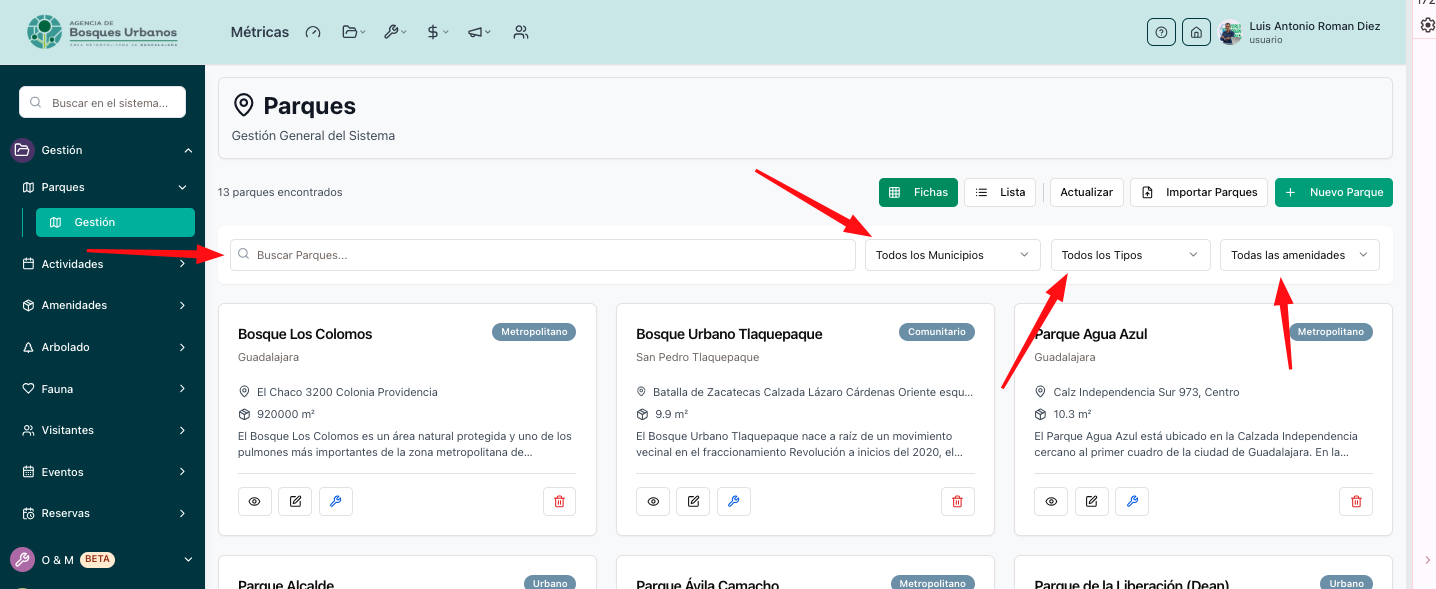 AGENCIA DE
Bosques Urbanos
ÁREA METROPOLITANA DE GUADALAJARA
Métricas
Luis Antonio Roman Diez
usuario
Buscar en el sistema...
Gestión
Parques
Gestión
Actividades
Amenidades
Arbolado
Fauna
Visitantes
Eventos
Reservas
O & M BETA
Parques
Gestión General del Sistema
13 parques encontrados
Fichas
Lista
Actualizar
Importar Parques
Nuevo Parque
Buscar Parques...
Todos los Municipios
Todos los Tipos
Todas las amenidades
Bosque Los Colomos
Metropolitano
Guadalajara
El Chaco 3200 Colonia Providencia
920000 m²
El Bosque Los Colomos es un área natural protegida y uno de los
pulmones más importantes de la zona metropolitana de...
Bosque Urbano Tlaquepaque
Comunitario
San Pedro Tlaquepaque
Batalla de Zacatecas Calzada Lázaro Cárdenas Oriente esqu...
9.9 m²
El Bosque Urbano Tlaquepaque nace a raíz de un movimiento
vecinal en el fraccionamiento Revolución a inicios del 2020, el...
Parque Agua Azul
Metropolitano
Guadalajara
Calz Independencia Sur 973, Centro
10.3 m²
El Parque Agua Azul está ubicado en la Calzada Independencia
cercano al primer cuadro de la ciudad de Guadalajara. En la...
Parque Alcalde
Urbano
Parque Ávila Camacho
Metropolitano
Parque de la Liberación (Dean)
Urbano